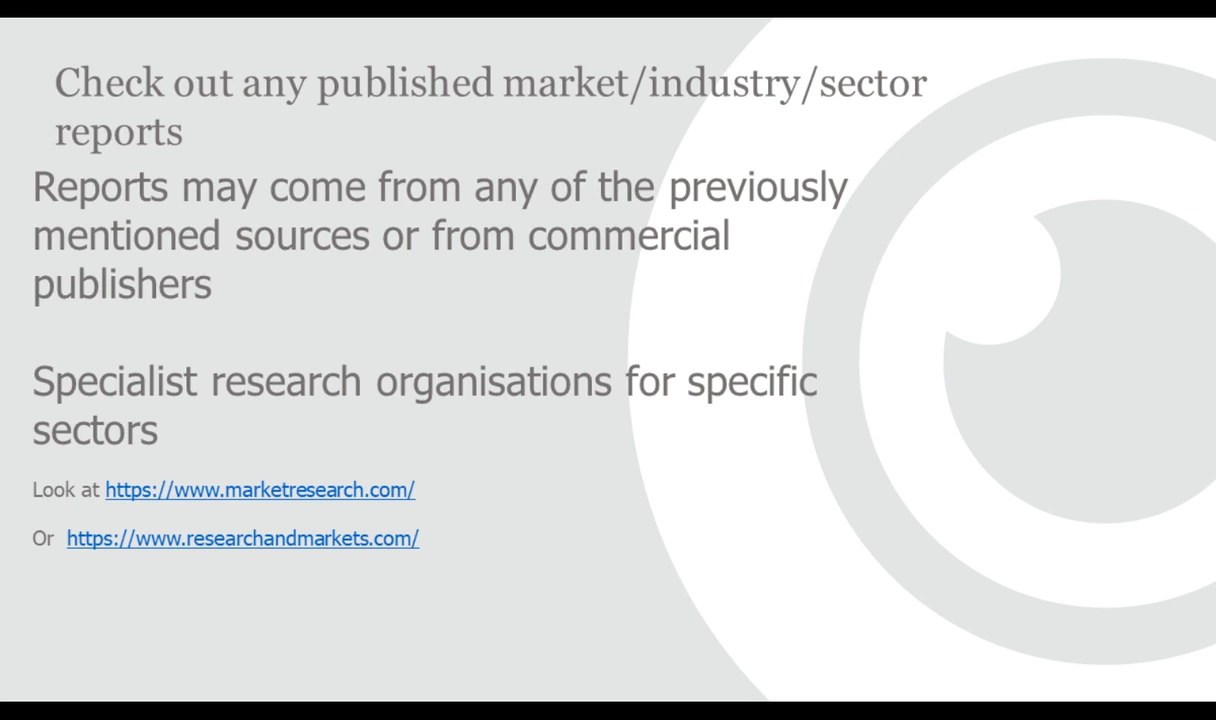 Check out any published market/industry/sector
reports
Reports may come from any of the previously
mentioned sources or from commercial
publishers
Specialist research organisations for specific
sectors
Look at https://www.marketresearch.com/
Or https://www.researchandmarkets.com/